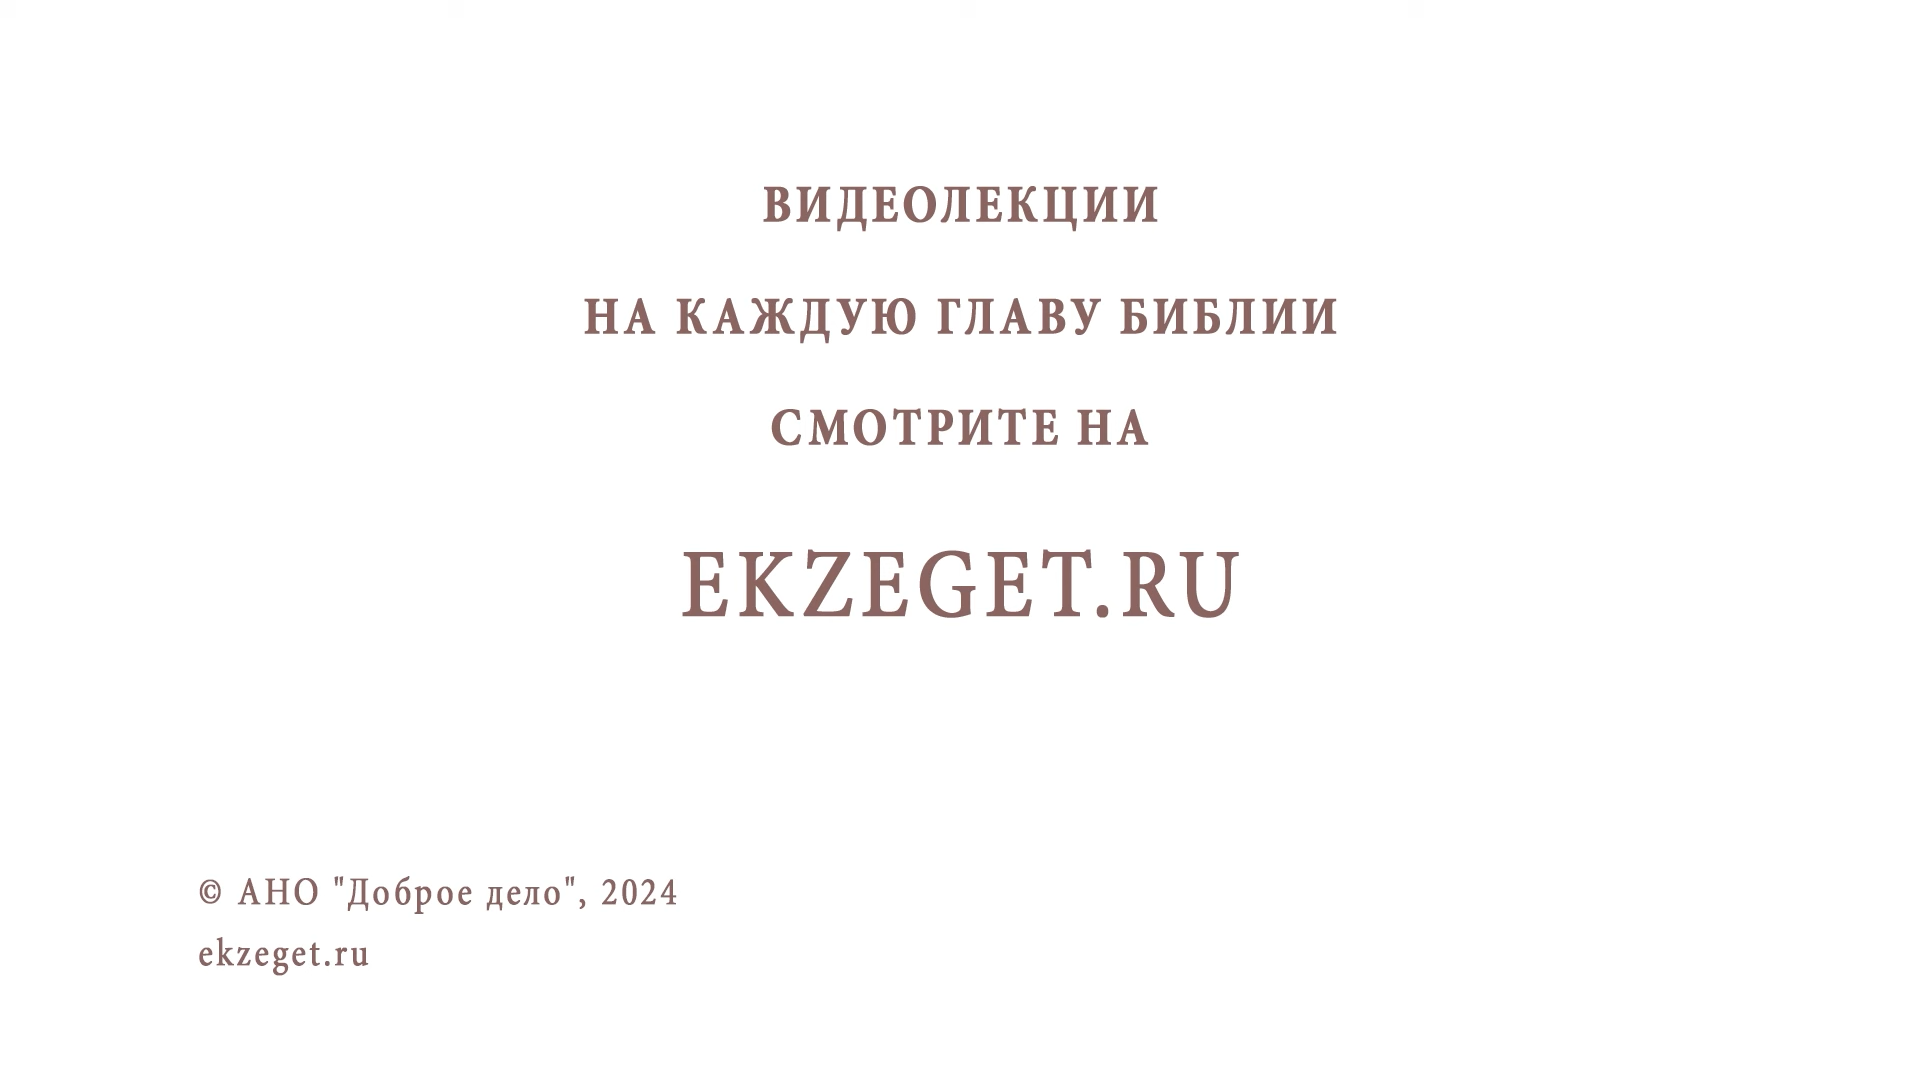 ВИДЕОЛЕКЦИИ
НА КАЖДУЮ ГЛАВУ БИБЛИИ
СМОТРИТЕ НА
EKZEGET.RU
© АНО "Доброе дело", 2024
ekzeget.ru